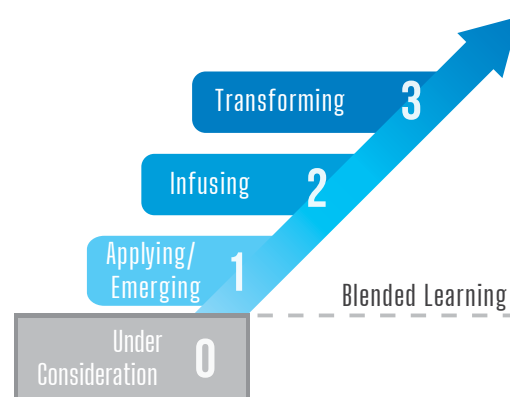 Transforming 3
Infusing 2
Applying/
Emerging 1
Blended Learning
Under
Consideration 0